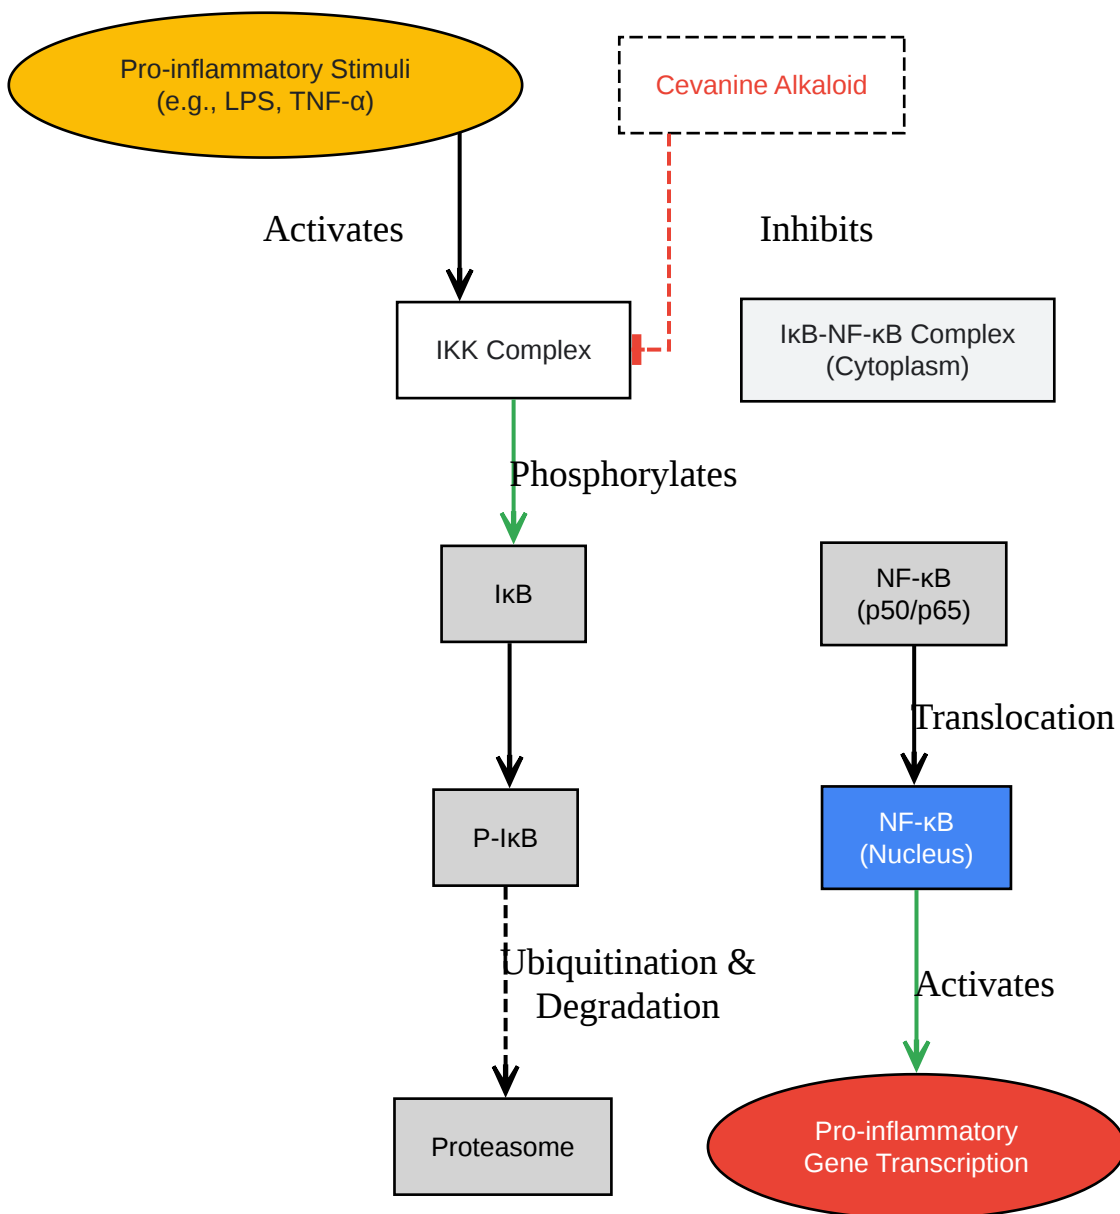 Pro-inflammatory Stimuli
(e.g., LPS, TNF-α)
Cevanine Alkaloid
Activates
Inhibits
IKK Complex
IκB-NF-κB Complex
(Cytoplasm)
Phosphorylates
IκB
NF-κB
(p50/p65)
Translocation
P-IκB
NF-κB
(Nucleus)
Ubiquitination &
Degradation
Activates
Proteasome
Pro-inflammatory
Gene Transcription